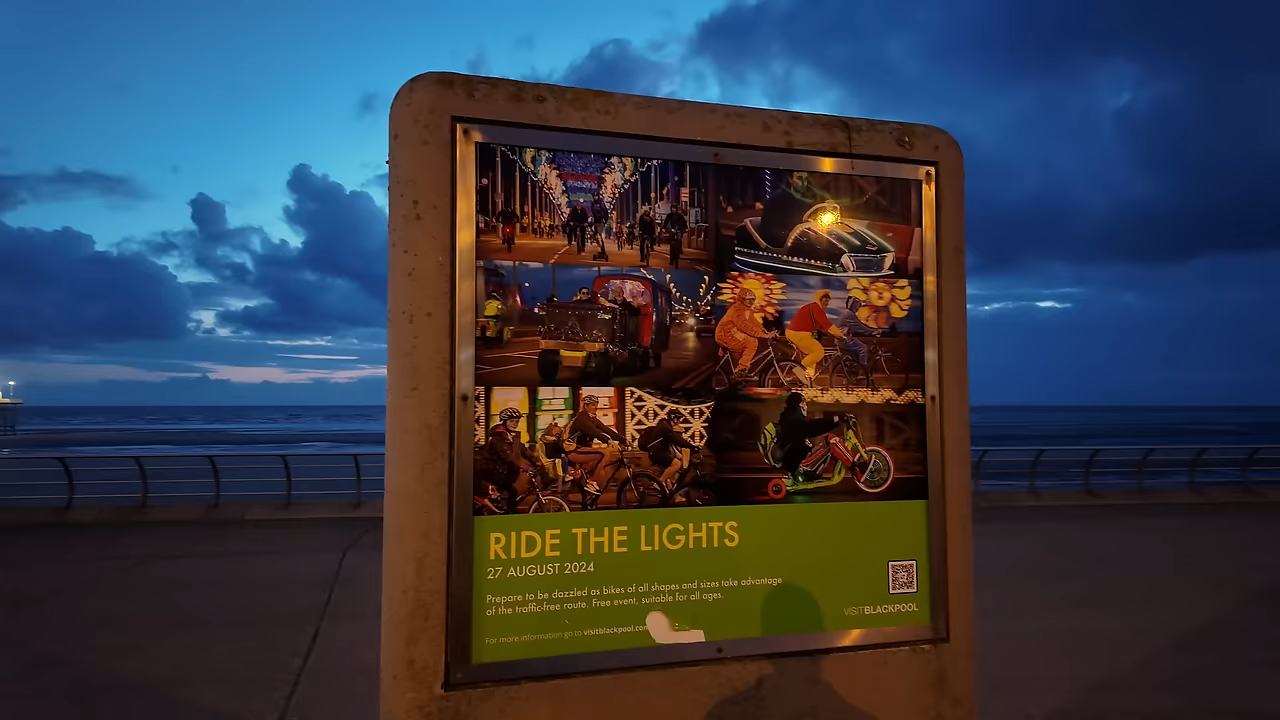 RIDE THE LIGHTS
27 AUGUST 2024
Prepare to be dazzled as bikes of all shapes and sizes take advantage
of the traffic-free route. Free event, suitable for all ages.
For more information go to visitblackpool.com
VISITBLACKPOOL